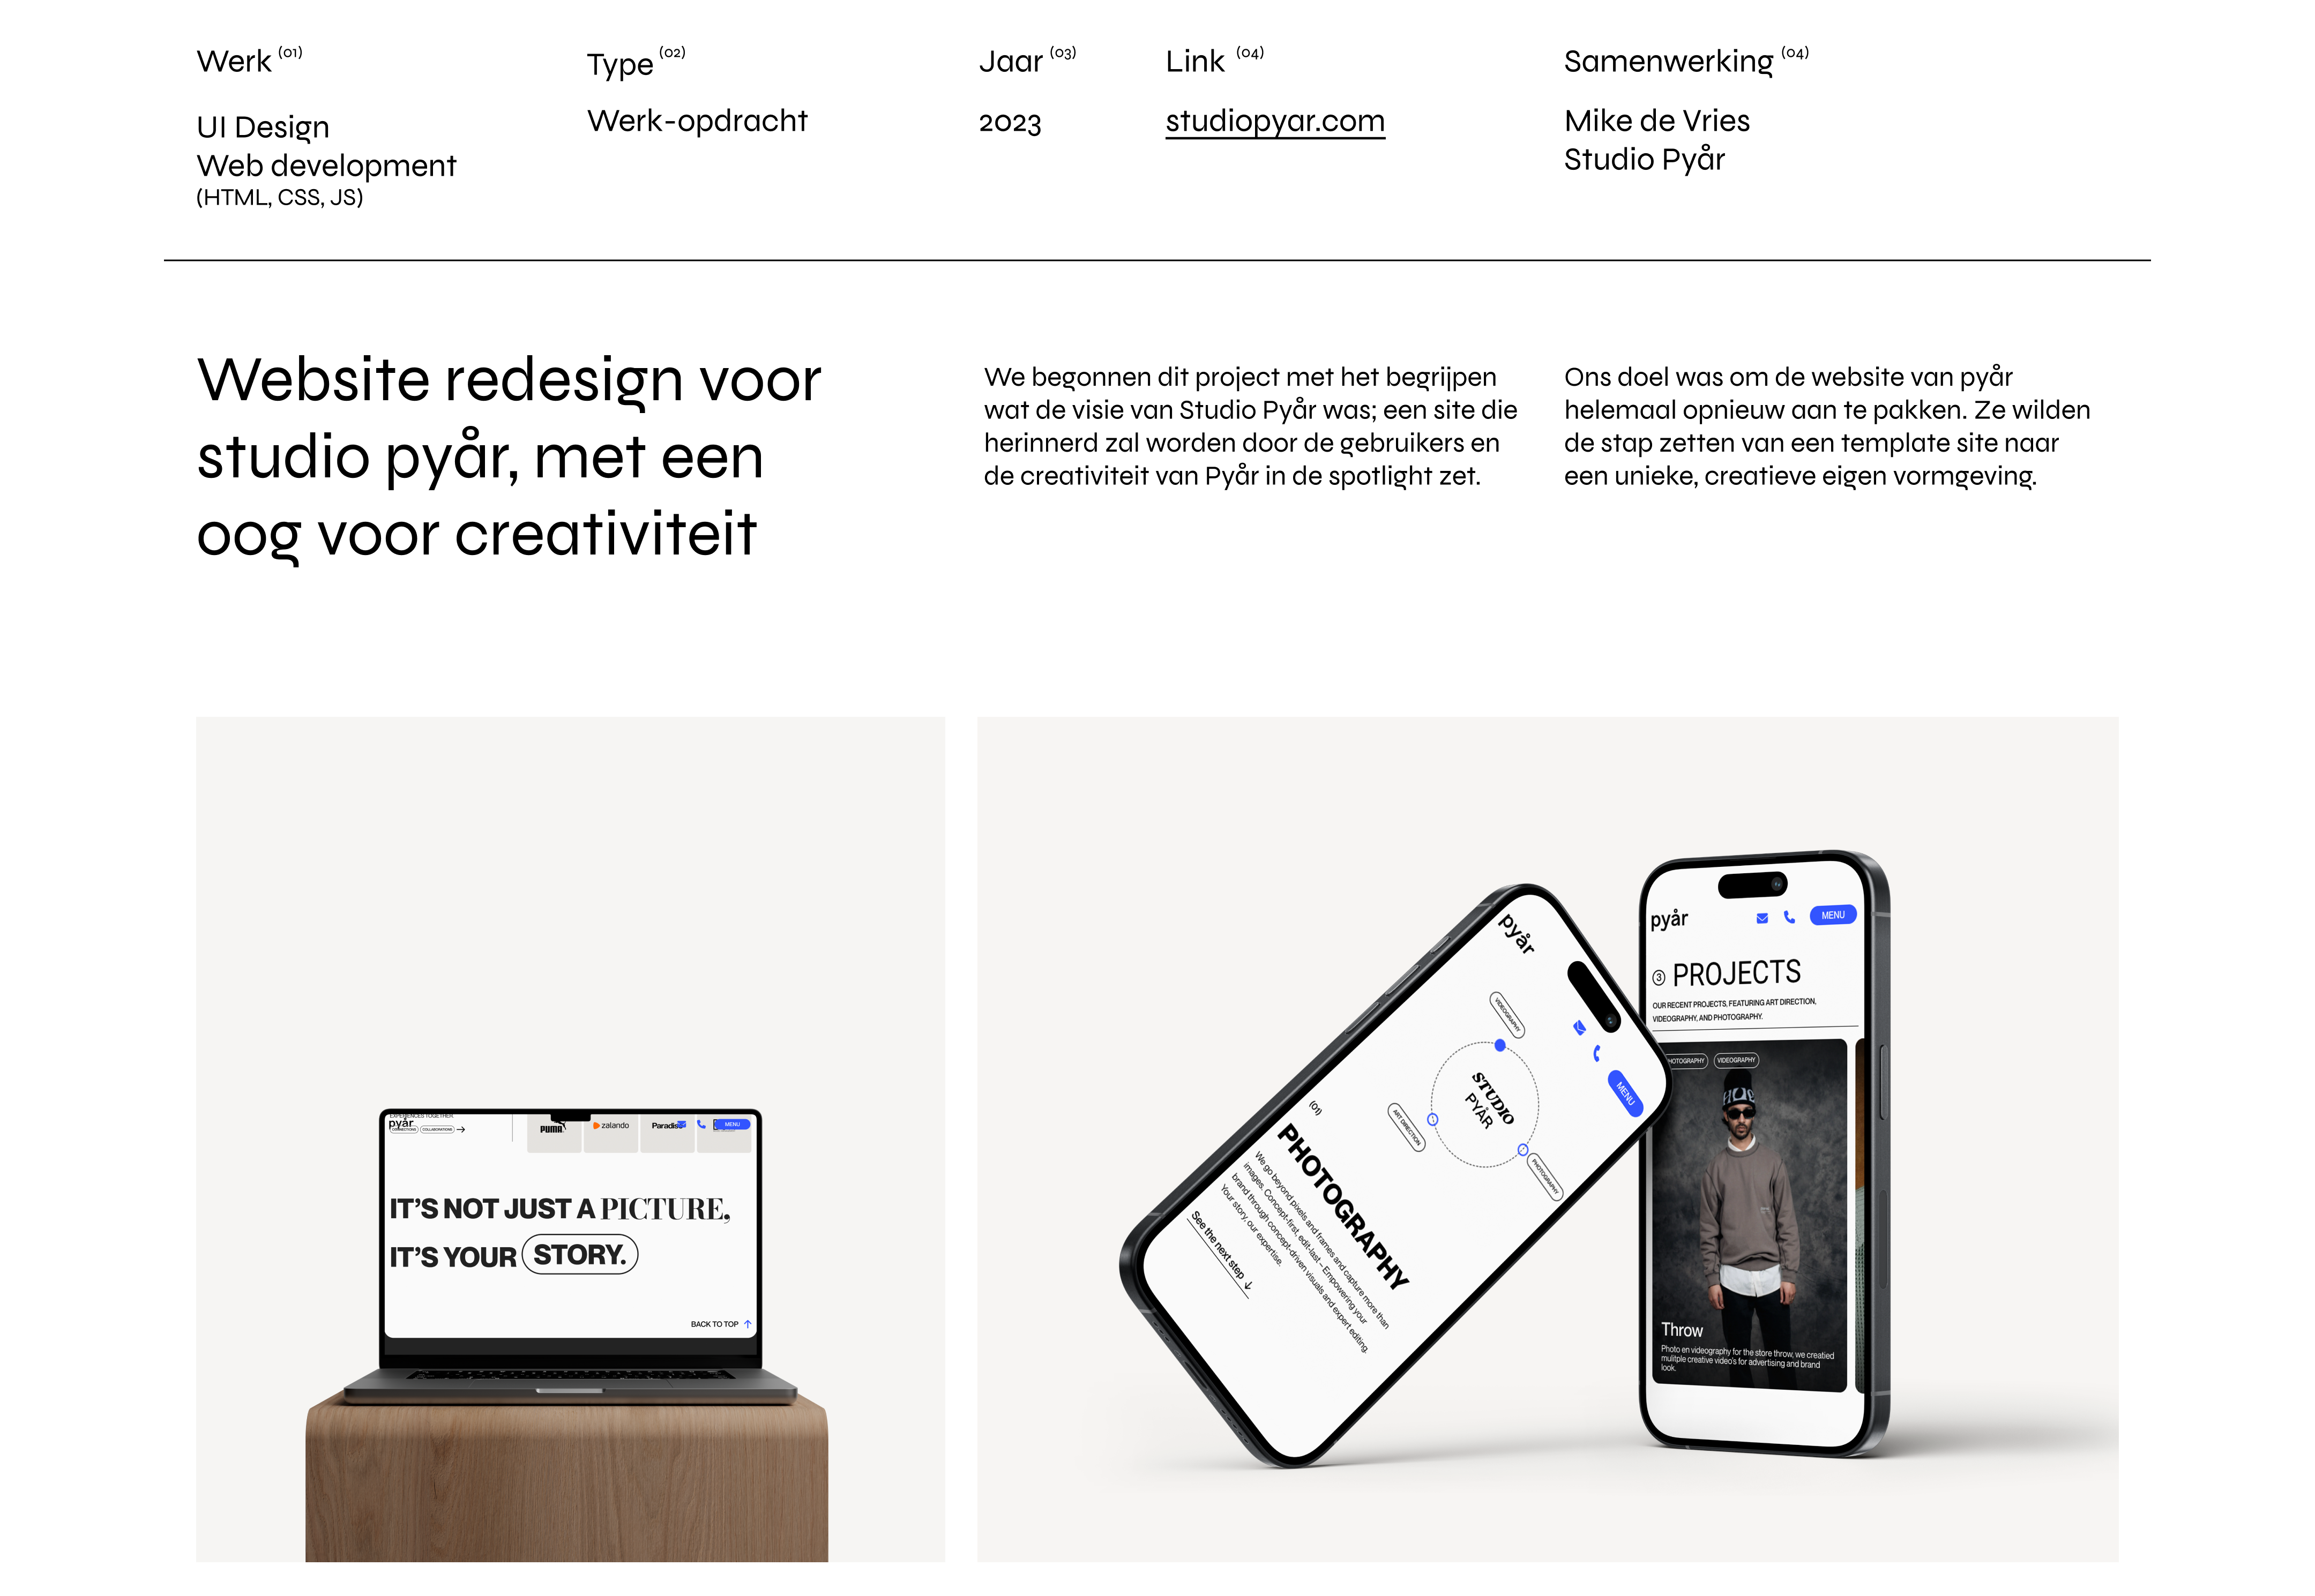 Werk (01)
Type (02)
Jaar (03)
Link (04)
Samenwerking (04)
UI Design
Web development
(HTML, CSS, JS)
Werk-opdracht
2023
studiopyar.com
Mike de Vries
Studio Pyår
Website redesign voor
studio pyår, met een
oog voor creativiteit
We begonnen dit project met het begrijpen
wat de visie van Studio Pyår was; een site die
herinnerd zal worden door de gebruikers en
de creativiteit van Pyår in de spotlight zet.
Ons doel was om de website van pyår
helemaal opnieuw aan te pakken. Ze wilden
de stap zetten van een template site naar
een unieke, creatieve eigen vormgeving.
EXPERIENCES TOGETHER.
pyår
CONNECTIONS
COLLABORATIONS
PUMA
zalando
Paradis
MENU
IT'S NOT JUST A PICTURE,
IT'S YOUR STORY.
BACK TO TOP
pyår
MENU
VIDEOGRAPHY
STUDIO
PYÅR
ART DIRECTION
PHOTOGRAPHY
(01)
PHOTOGRAPHY
We go beyond pixels and frames and capture more than
images. Concept-first, edit-last – Empowering your
brand through concept-driven visuals and expert editing.
Your story, our expertise.
See the next step
pyår
MENU
3 PROJECTS
OUR RECENT PROJECTS, FEATURING ART DIRECTION,
VIDEOGRAPHY, AND PHOTOGRAPHY.
HOTOGRAPHY
VIDEOGRAPHY
Throw
Photo en videography for the store throw, we creatied
mulitple creative video's for advertising and brand
look.